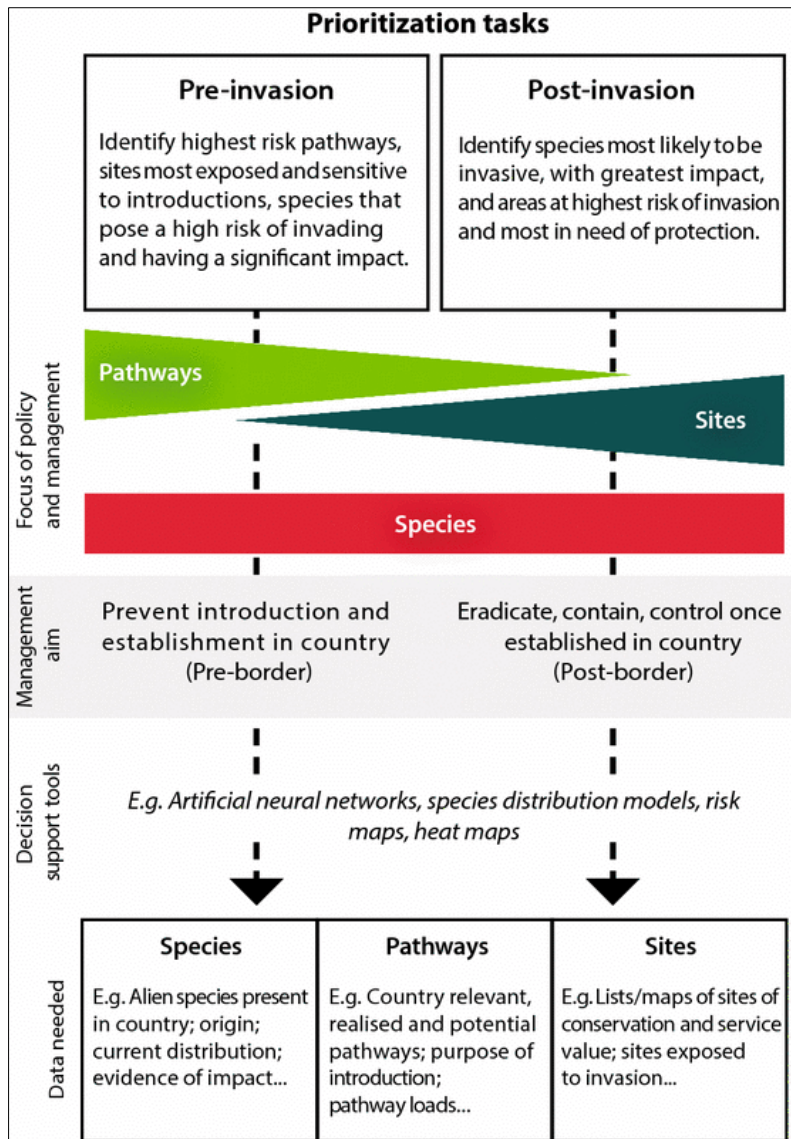 Prioritization tasks
Pre-invasion
Identify highest risk pathways,
sites most exposed and sensitive
to introductions, species that
pose a high risk of invading
and having a significant impact.
Post-invasion
Identify species most likely to be
invasive, with greatest impact,
and areas at highest risk of invasion
and most in need of protection.
Focus of policy
and management
Pathways
Sites
Species
Management
aim
Prevent introduction and
establishment in country
(Pre-border)
Eradicate, contain, control once
established in country
(Post-border)
Decision
support tools
E.g. Artificial neural networks, species distribution models, risk
maps, heat maps
Data needed
Species
E.g. Alien species present
in country; origin;
current distribution;
evidence of impact...
Pathways
E.g. Country relevant,
realised and potential
pathways; purpose of
introduction;
pathway loads...
Sites
E.g. Lists/maps of sites of
conservation and service
value; sites exposed
to invasion...